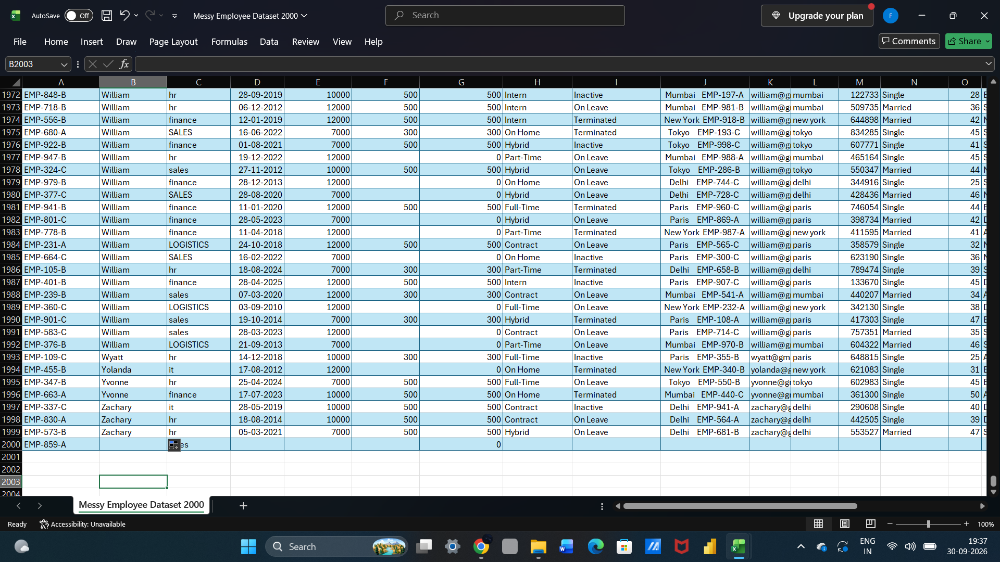 AutoSave Off Messy Employee Dataset 2000 Search Upgrade your plan F
File Home Insert Draw Page Layout Formulas Data Review View Help Comments Share
B2003 fx
A B C D E F G H I J K L M N O
1972 EMP-848-B William hr 28-09-2019 10000 500 500 Intern Inactive Mumbai EMP-197-A william@g mumbai 122733 Single 28
1973 EMP-718-B William hr 06-12-2012 12000 500 500 Intern On Leave Mumbai EMP-981-B william@g mumbai 509735 Married 36
1974 EMP-556-B William finance 12-01-2019 12000 500 500 Intern Terminated New York EMP-918-B william@g new york 644898 Married 42
1975 EMP-680-A William SALES 16-06-2022 7000 300 300 On Home Terminated Tokyo EMP-193-C william@g tokyo 834285 Single 45
1976 EMP-922-B William finance 01-08-2021 7000 500 500 Hybrid Inactive Tokyo EMP-998-C william@g tokyo 607771 Single 41
1977 EMP-947-B William hr 19-12-2022 12000 0 Part-Time On Leave Mumbai EMP-988-A william@g mumbai 465164 Single 45
1978 EMP-324-C William sales 27-11-2012 10000 500 500 Hybrid On Leave Tokyo EMP-286-B william@g tokyo 550347 Married 44
1979 EMP-979-B William finance 28-12-2013 12000 0 On Home On Leave Delhi EMP-744-C william@g delhi 344916 Single 25
1980 EMP-377-C William SALES 28-08-2020 7000 0 Hybrid On Leave Delhi EMP-728-C william@g delhi 428436 Married 46
1981 EMP-941-B William finance 11-01-2020 12000 500 500 Full-Time Terminated Paris EMP-960-C william@g paris 746054 Single 44
1982 EMP-801-C William finance 28-05-2023 7000 0 Hybrid On Leave Paris EMP-869-A william@g paris 398734 Married 42
1983 EMP-778-B William finance 11-04-2018 12000 0 Part-Time Terminated New York EMP-987-A william@g new york 411595 Married 41
1984 EMP-231-A William LOGISTICS 24-10-2018 12000 500 500 Contract On Leave Paris EMP-565-C william@g paris 358579 Single 32
1985 EMP-664-C William SALES 16-02-2022 7000 0 On Home Inactive Paris EMP-300-C william@g paris 623190 Single 36
1986 EMP-105-B William hr 18-08-2024 7000 300 300 Part-Time Terminated Delhi EMP-658-B william@g delhi 789474 Single 39
1987 EMP-401-B William finance 28-04-2025 12000 500 500 Intern Inactive Paris EMP-907-C william@g paris 133670 Single 45
1988 EMP-239-B William sales 07-03-2020 12000 300 300 Contract On Leave Mumbai EMP-541-A william@g mumbai 440207 Married 34
1989 EMP-360-C William LOGISTICS 03-09-2010 12000 0 Full-Time On Leave New York EMP-232-A william@g new york 342130 Single 38
1990 EMP-901-C William sales 19-10-2014 7000 300 300 Hybrid Terminated Paris EMP-108-A william@g paris 417303 Single 47
1991 EMP-583-C William sales 28-03-2023 12000 0 Contract On Leave Paris EMP-714-C william@g paris 757351 Married 35
1992 EMP-376-B William LOGISTICS 21-09-2013 7000 0 Part-Time On Leave Mumbai EMP-970-B william@g mumbai 604322 Married 46
1993 EMP-109-C Wyatt hr 14-12-2018 10000 300 300 Full-Time Inactive Paris EMP-355-B wyatt@gm paris 648815 Single 25
1994 EMP-455-B Yolanda it 17-08-2012 12000 0 On Home Terminated New York EMP-340-B yolanda@g new york 621083 Single 31
1995 EMP-347-B Yvonne hr 25-04-2024 7000 500 500 Full-Time On Leave Tokyo EMP-550-B yvonne@g tokyo 602983 Single 45
1996 EMP-663-A Yvonne finance 17-07-2023 10000 500 500 On Home Terminated Mumbai EMP-440-C yvonne@g mumbai 361300 Single 50
1997 EMP-337-C Zachary it 28-05-2019 10000 500 500 Contract Inactive Delhi EMP-941-A zachary@g delhi 290608 Single 40
1998 EMP-830-A Zachary hr 18-08-2014 10000 500 500 Contract On Leave Delhi EMP-564-A zachary@g delhi 442505 Single 39
1999 EMP-573-B Zachary hr 05-03-2021 7000 500 500 Hybrid On Leave Delhi EMP-681-B zachary@g delhi 553527 Married 47
2000 EMP-859-A es 0
2001
2002
2003
2004
Messy Employee Dataset 2000
Ready Accessibility: Unavailable 100%
Search ENG IN 19:37 30-09-2026